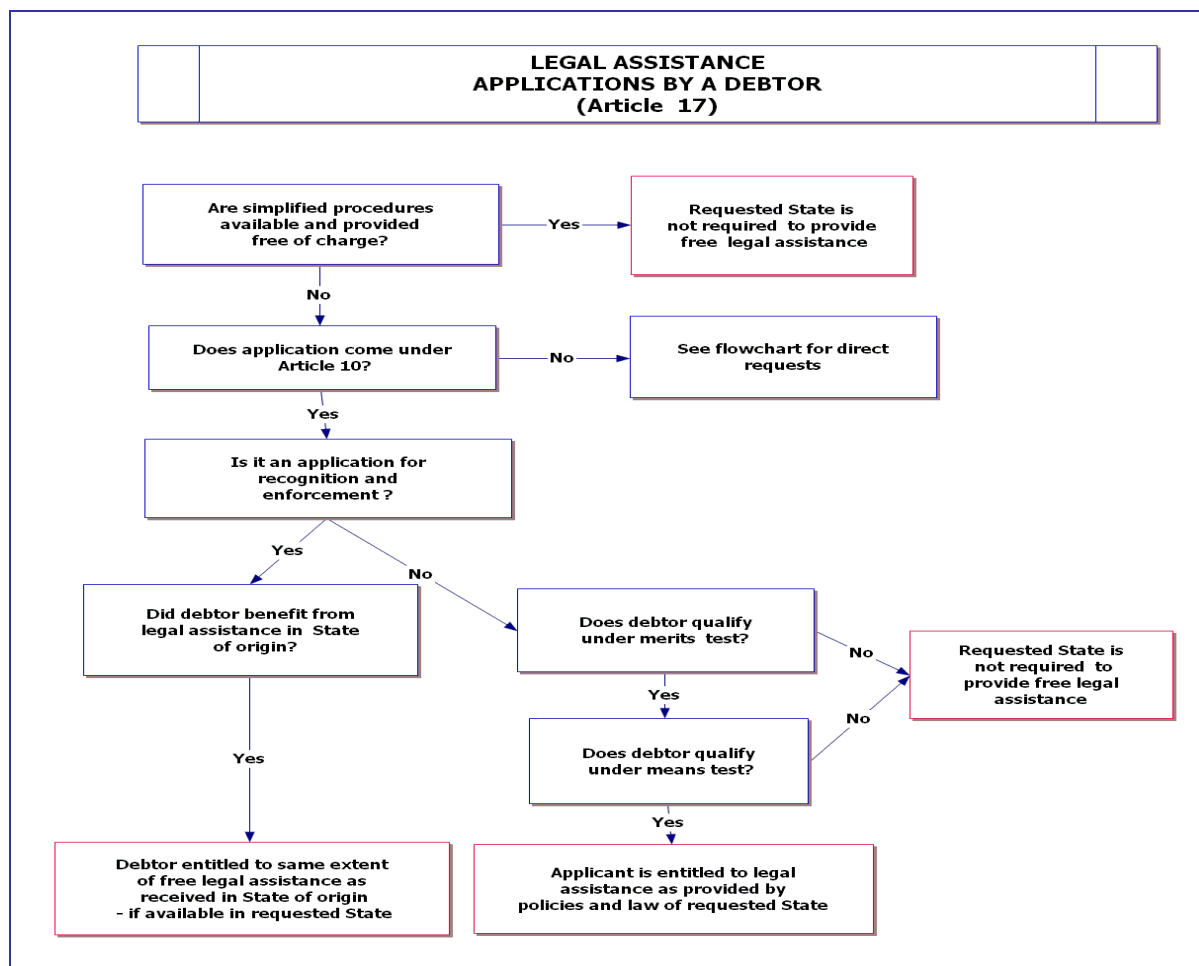 LEGAL ASSISTANCE
APPLICATIONS BY A DEBTOR
(Article 17)
Are simplified procedures
available and provided
free of charge?
Yes
Requested State is
not required to provide
free legal assistance
No
Does application come under
Article 10?
No
See flowchart for direct
requests
Yes
Is it an application for
recognition and
enforcement ?
Yes
No
Did debtor benefit from
legal assistance in State
of origin?
Does debtor qualify
under merits test?
No
Requested State is
not required to
provide free legal
assistance
Yes
No
Does debtor qualify
under means test?
Yes
Yes
Debtor entitled to same extent
of free legal assistance as
received in State of origin
- if available in requested State
Applicant is entitled to legal
assistance as provided by
policies and law of requested State